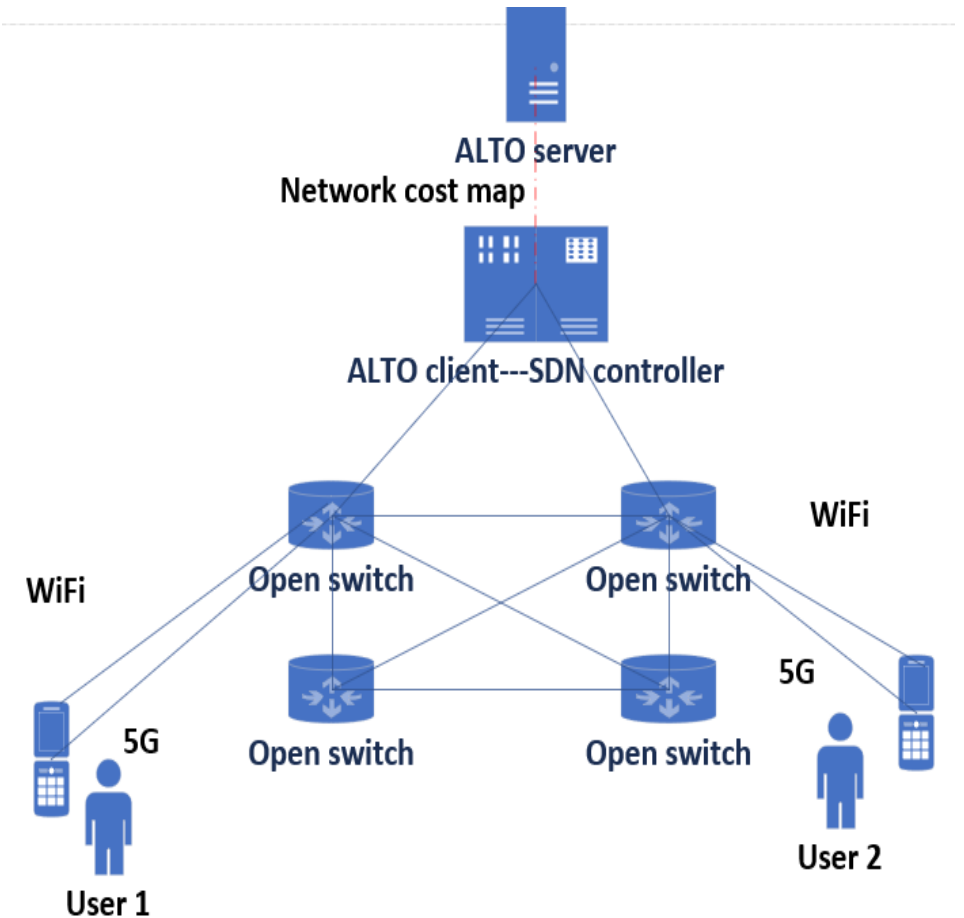 ALTO server
Network cost map
ALTO client---SDN controller
WiFi
Open switch
Open switch
WiFi
5G
5G
Open switch
Open switch
User 2
User 1